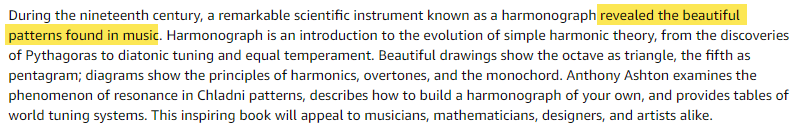 During the nineteenth century, a remarkable scientific instrument known as a harmonograph revealed the beautiful
patterns found in music. Harmonograph is an introduction to the evolution of simple harmonic theory, from the discoveries
of Pythagoras to diatonic tuning and equal temperament. Beautiful drawings show the octave as triangle, the fifth as
pentagram; diagrams show the principles of harmonics, overtones, and the monochord. Anthony Ashton examines the
phenomenon of resonance in Chladni patterns, describes how to build a harmonograph of your own, and provides tables of
world tuning systems. This inspiring book will appeal to musicians, mathematicians, designers, and artists alike.